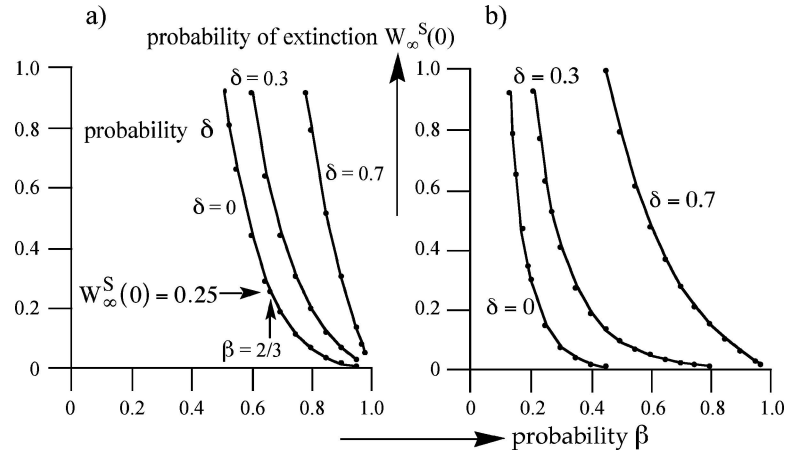 a)
b)
probability of extinction W∞ˢ(0)
1.0
δ = 0.3
probability δ
0.8
δ = 0.7
0.6
δ = 0
0.4
W∞ˢ(0) = 0.25
0.2
β = 2/3
0
0 0.2 0.4 0.6 0.8 1.0
1.0
δ = 0.3
0.8
0.6
δ = 0.7
0.4
δ = 0
0.2
0
0 0.2 0.4 0.6 0.8 1.0
probability β